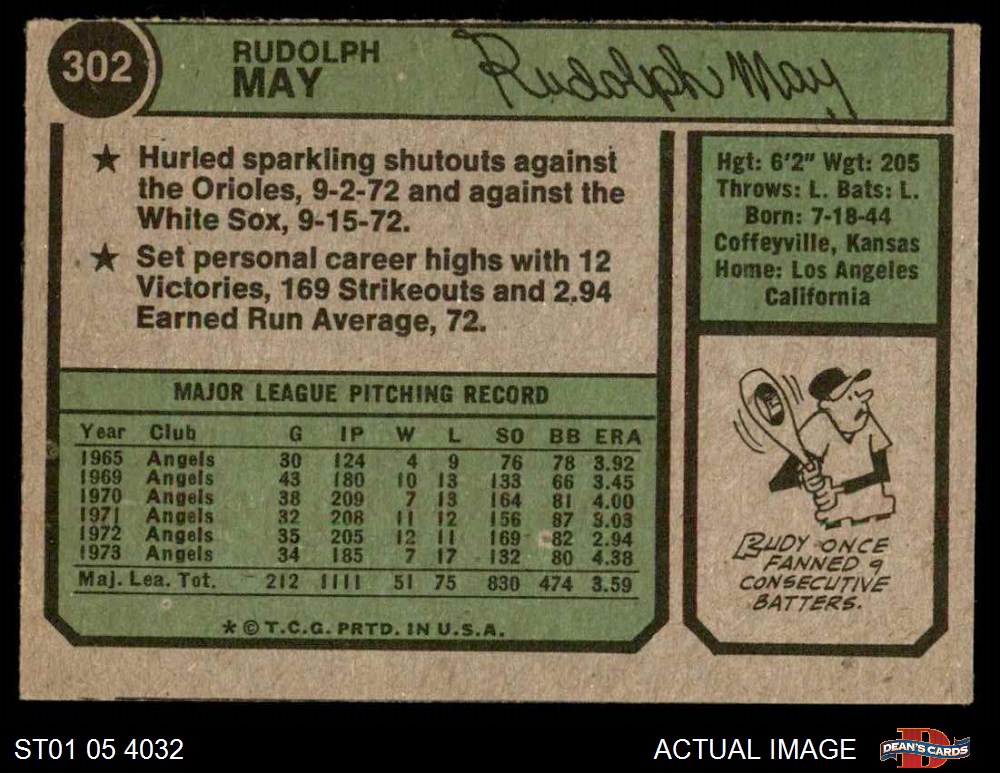 302
RUDOLPH
MAY
Rudolph May
★ Hurled sparkling shutouts against
the Orioles, 9-2-72 and against the
White Sox, 9-15-72.
★ Set personal career highs with 12
Victories, 169 Strikeouts and 2.94
Earned Run Average, 72.
Hgt: 6'2" Wgt: 205
Throws: L. Bats: L.
Born: 7-18-44
Coffeyville, Kansas
Home: Los Angeles
California
MAJOR LEAGUE PITCHING RECORD
Year Club G IP W L SO BB ERA
1965 Angels 30 124 4 9 76 78 3.92
1969 Angels 43 180 10 13 133 66 3.45
1970 Angels 38 209 7 13 164 81 4.00
1971 Angels 32 208 11 12 156 87 3.03
1972 Angels 35 205 12 11 169 82 2.94
1973 Angels 34 185 7 17 132 80 4.38
Maj. Lea. Tot. 212 1111 51 75 830 474 3.59
* © T.C.G. PRTD. IN U.S.A.
RUDY ONCE
FANNED 9
CONSECUTIVE
BATTERS.
ST01 05 4032
ACTUAL IMAGE
DEAN'S CARDS